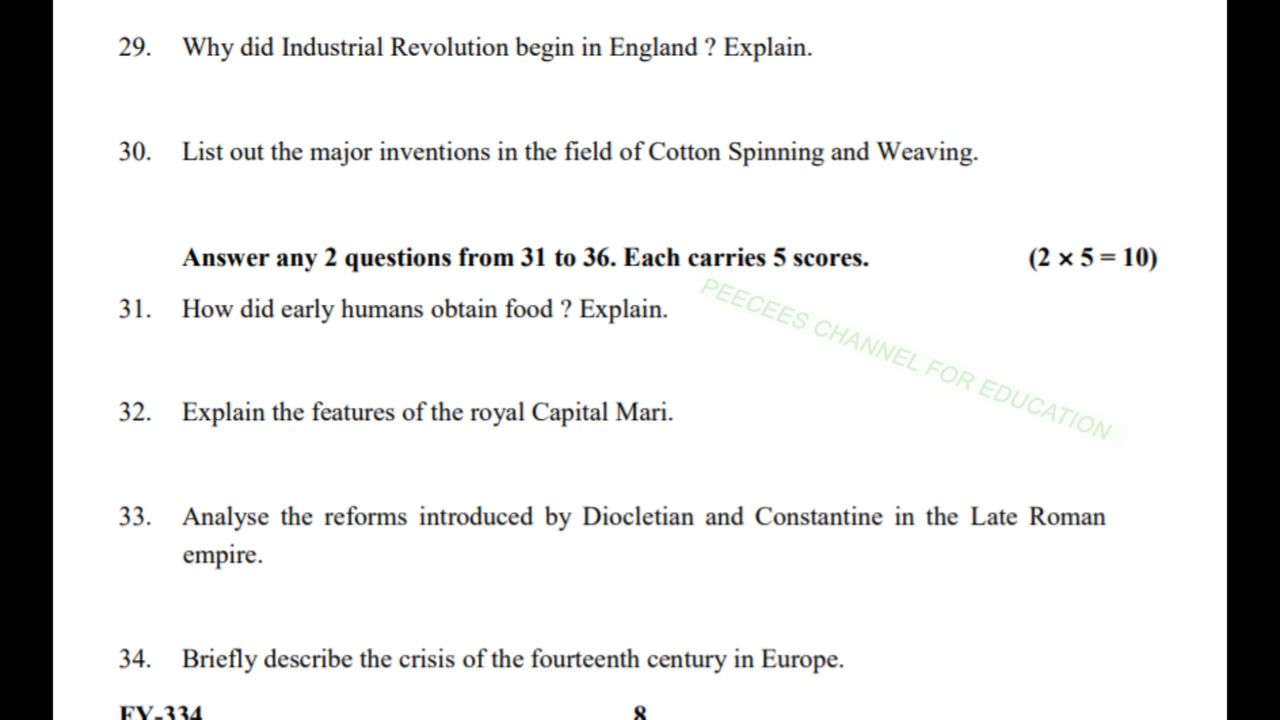 29. Why did Industrial Revolution begin in England ? Explain.
30. List out the major inventions in the field of Cotton Spinning and Weaving.
Answer any 2 questions from 31 to 36. Each carries 5 scores. (2 × 5 = 10)
PEECEES CHANNEL FOR EDUCATION
31. How did early humans obtain food ? Explain.
32. Explain the features of the royal Capital Mari.
33. Analyse the reforms introduced by Diocletian and Constantine in the Late Roman
empire.
34. Briefly describe the crisis of the fourteenth century in Europe.
FY-334 8